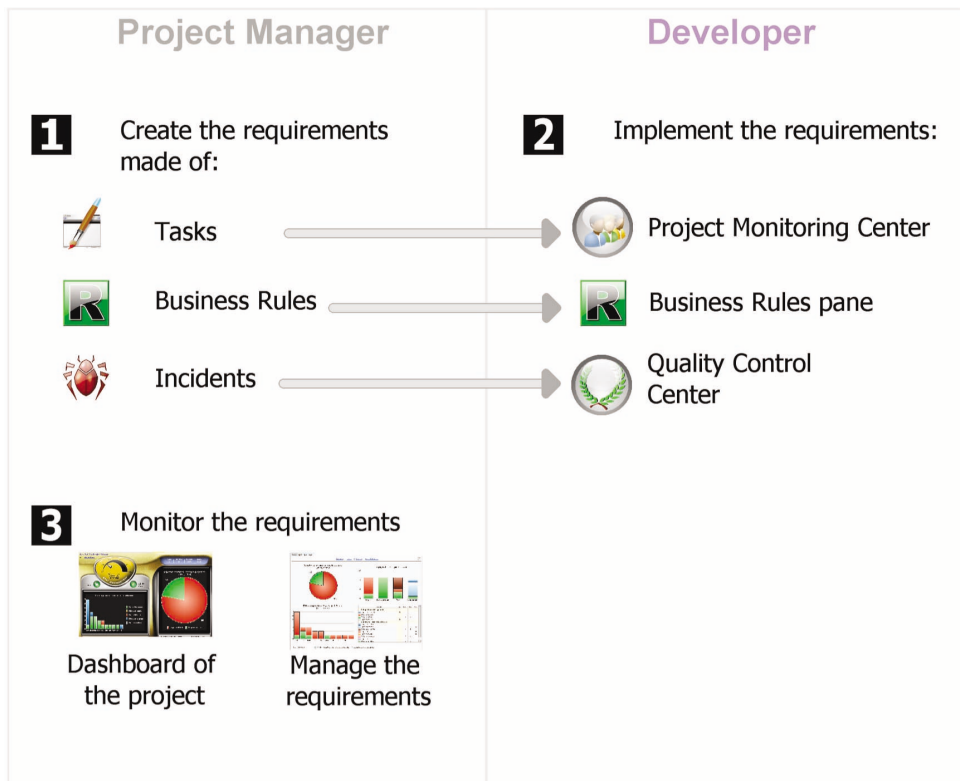 Project Manager
Developer
1
Create the requirements
made of:
2
Implement the requirements:
Tasks
Project Monitoring Center
R
Business Rules
R
Business Rules pane
Incidents
Quality Control
Center
3
Monitor the requirements
Dashboard of
the project
Manage the
requirements